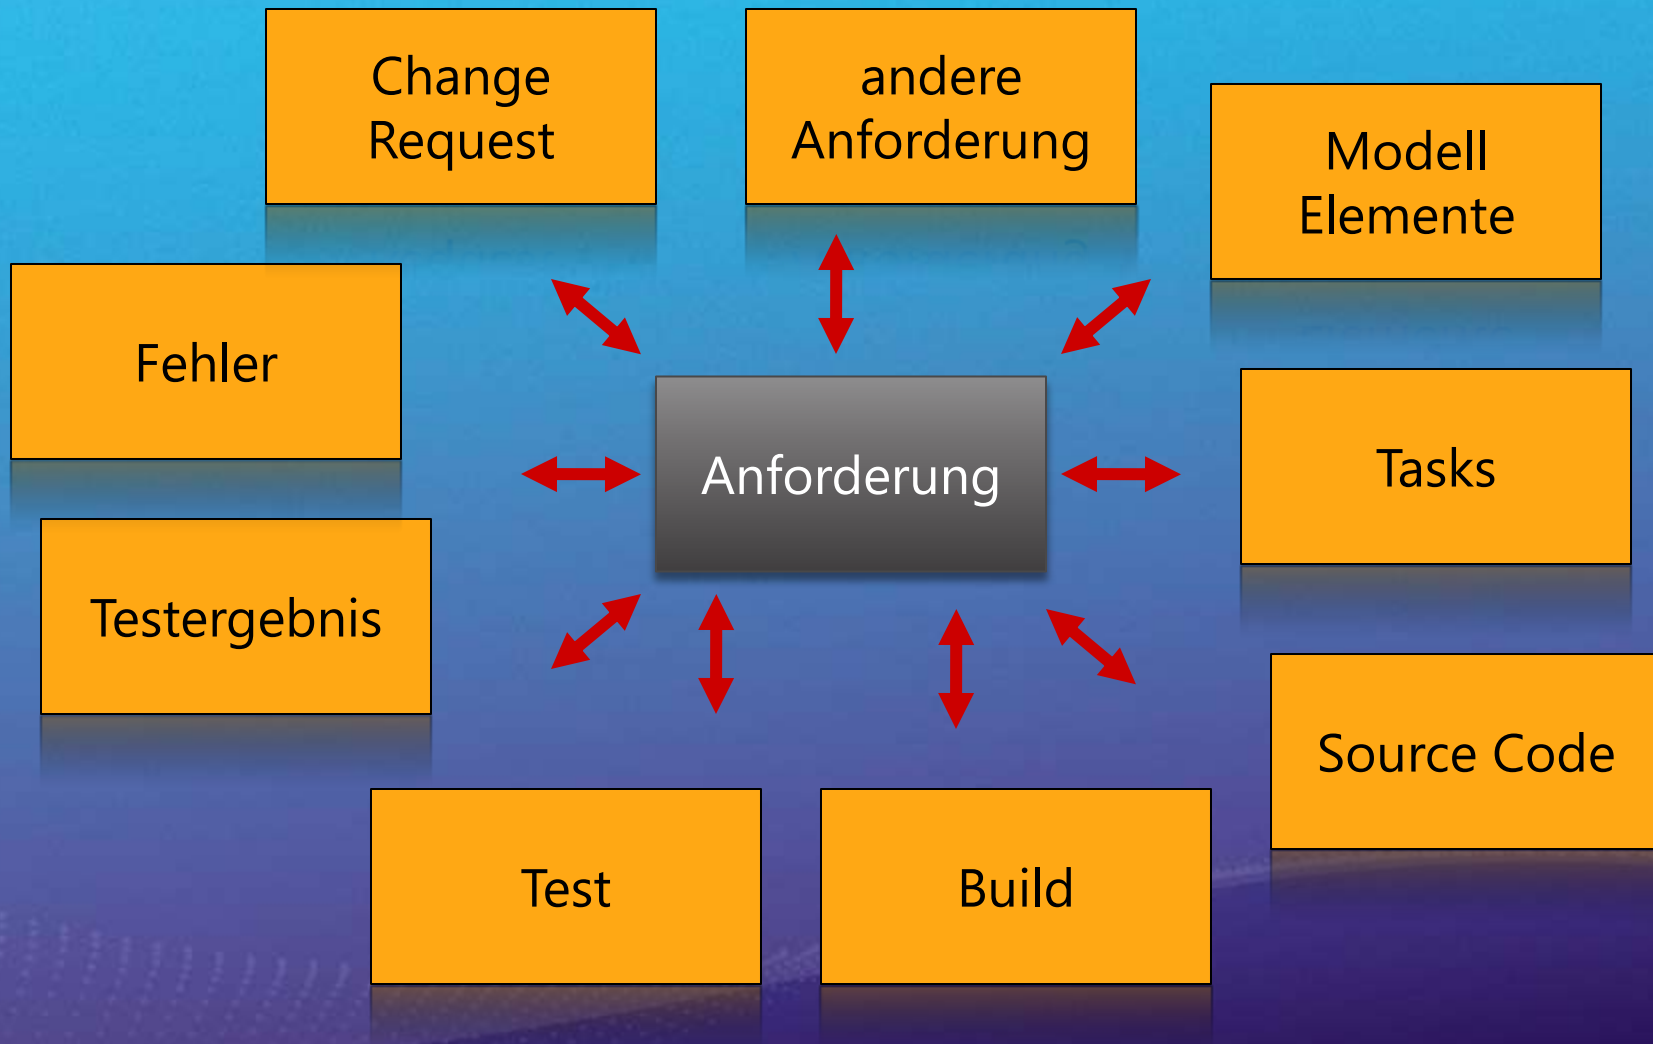 Change
Request
andere
Anforderung
Modell
Elemente
Fehler
Anforderung
Tasks
Testergebnis
Source Code
Test
Build